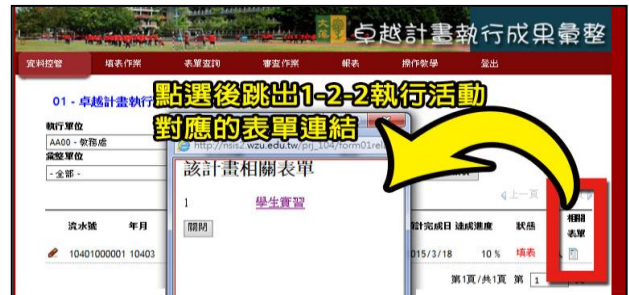 文藻
卓越計畫執行成果彙整
資料控管 填表作業 表單查詢 審查作業 報表 操作教學 登出
01 - 卓越計畫執行
點選後跳出1-2-2執行活動
對應的表單連結
執行單位
AA00 - 教務處
彙整單位
- 全部 -
http://nsis2.wzu.edu.tw/prj_104/form01rela
該計畫相關表單
1 學生實習
關閉
上一頁
流水號 年月 計完成日 達成進度 狀態 相關表單
10401000001 10403 2015/3/18 10 % 填表
第1頁/共1頁 第 1